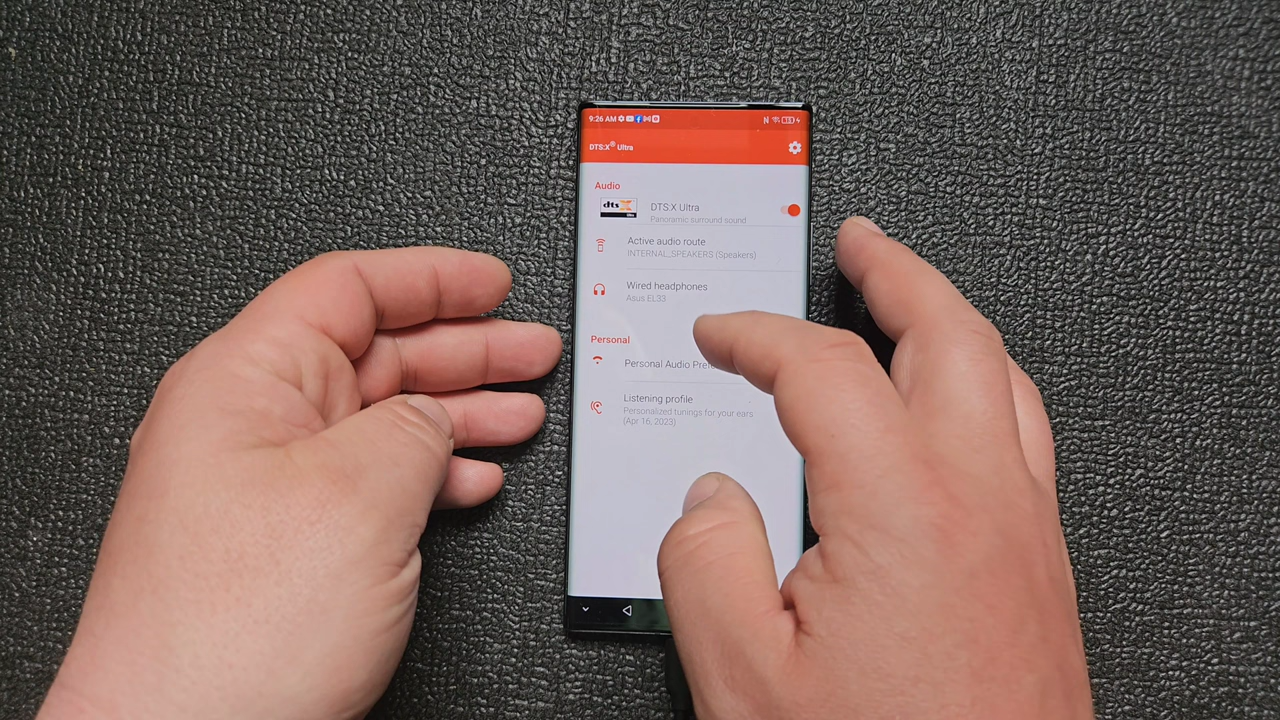 9:26 AM
DTS:X® Ultra
Audio
dts X
Ultra
DTS:X Ultra
Panoramic surround sound
Active audio route
INTERNAL_SPEAKERS (Speakers)
Wired headphones
Asus EL33
Personal
Personal Audio
Listening profile
Personalized tunings for your ears
(Apr 16, 2023)